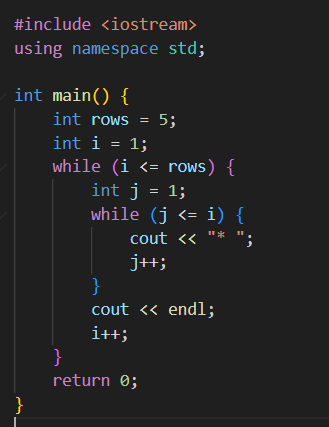 #include <iostream>
using namespace std;
int main() {
    int rows = 5;
    int i = 1;
    while (i <= rows) {
        int j = 1;
        while (j <= i) {
            cout << "* ";
            j++;
        }
        cout << endl;
        i++;
    }
    return 0;
}